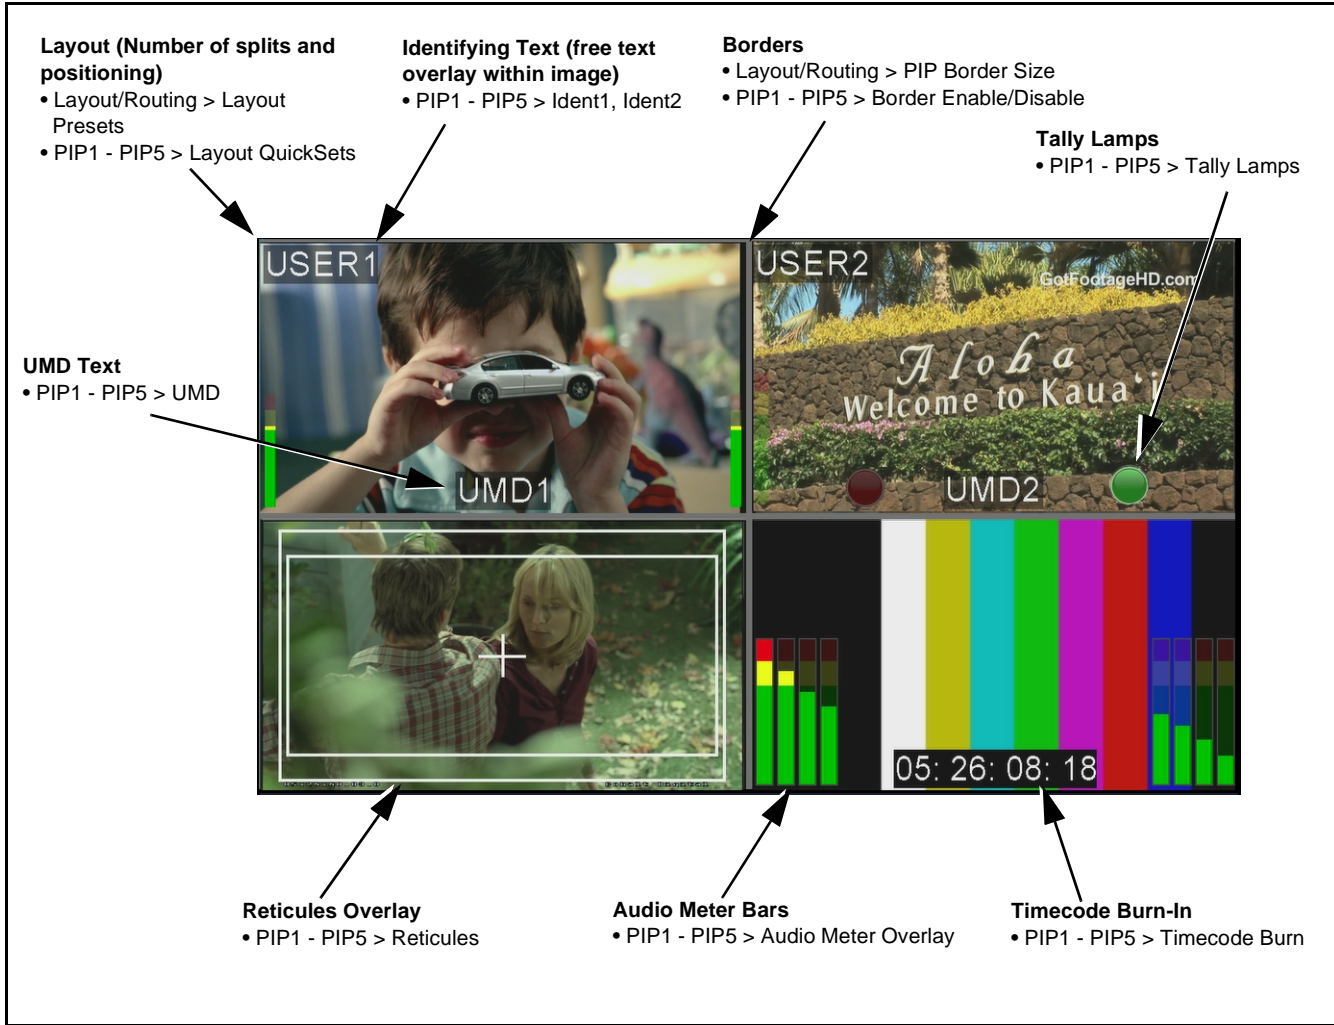 Layout (Number of splits and
positioning)
• Layout/Routing > Layout
Presets
• PIP1 - PIP5 > Layout QuickSets
Identifying Text (free text
overlay within image)
• PIP1 - PIP5 > Ident1, Ident2
Borders
• Layout/Routing > PIP Border Size
• PIP1 - PIP5 > Border Enable/Disable
Tally Lamps
• PIP1 - PIP5 > Tally Lamps
USER1
USER2
GotFootageHD.com
Aloha
Welcome to Kaua‘i
UMD Text
• PIP1 - PIP5 > UMD
UMD1
UMD2
05: 26: 08: 18
Reticules Overlay
• PIP1 - PIP5 > Reticules
Audio Meter Bars
• PIP1 - PIP5 > Audio Meter Overlay
Timecode Burn-In
• PIP1 - PIP5 > Timecode Burn